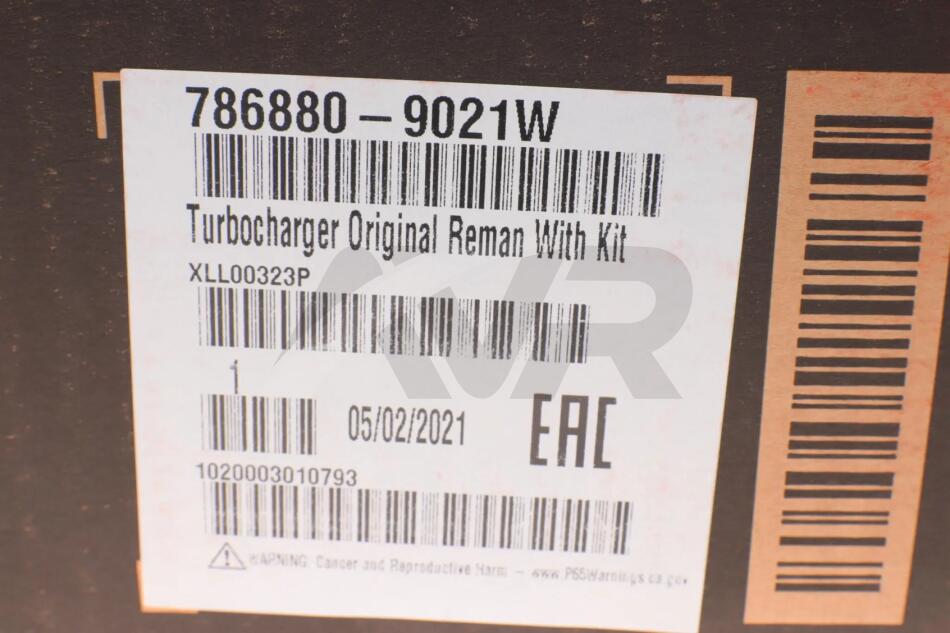 786880-9021W
Turbocharger Original Reman With Kit
XLL00323P
1
05/02/2021
EAC
1020003010793
WARNING: Cancer and Reproductive Harm - www.P65Warnings.ca.gov
AVR